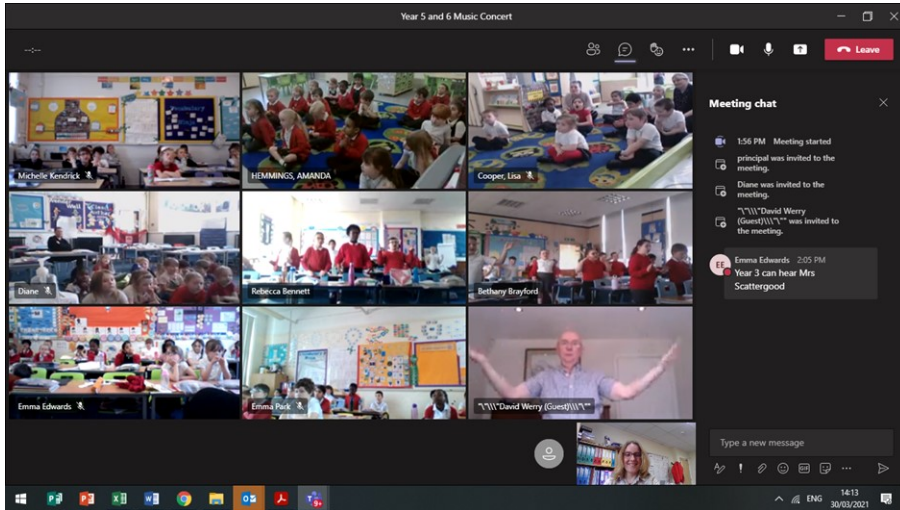 Year 5 and 6 Music Concert
--:--
Leave
Michelle Kendrick
HEMMINGS, AMANDA
Cooper, Lisa
Diane
Rebecca Bennett
Bethany Brayford
Emma Edwards
Emma Park
"\"\\\"David Werry (Guest)\\\"\""
Meeting chat
1:56 PM Meeting started
principal was invited to the
meeting.
Diane was invited to the
meeting.
"\"\\\"David Werry
(Guest)\\\"\"" was invited to
the meeting.
EE
Emma Edwards 2:05 PM
Year 3 can hear Mrs
Scattergood
Type a new message
GIF
ENG
14:13
30/03/2021